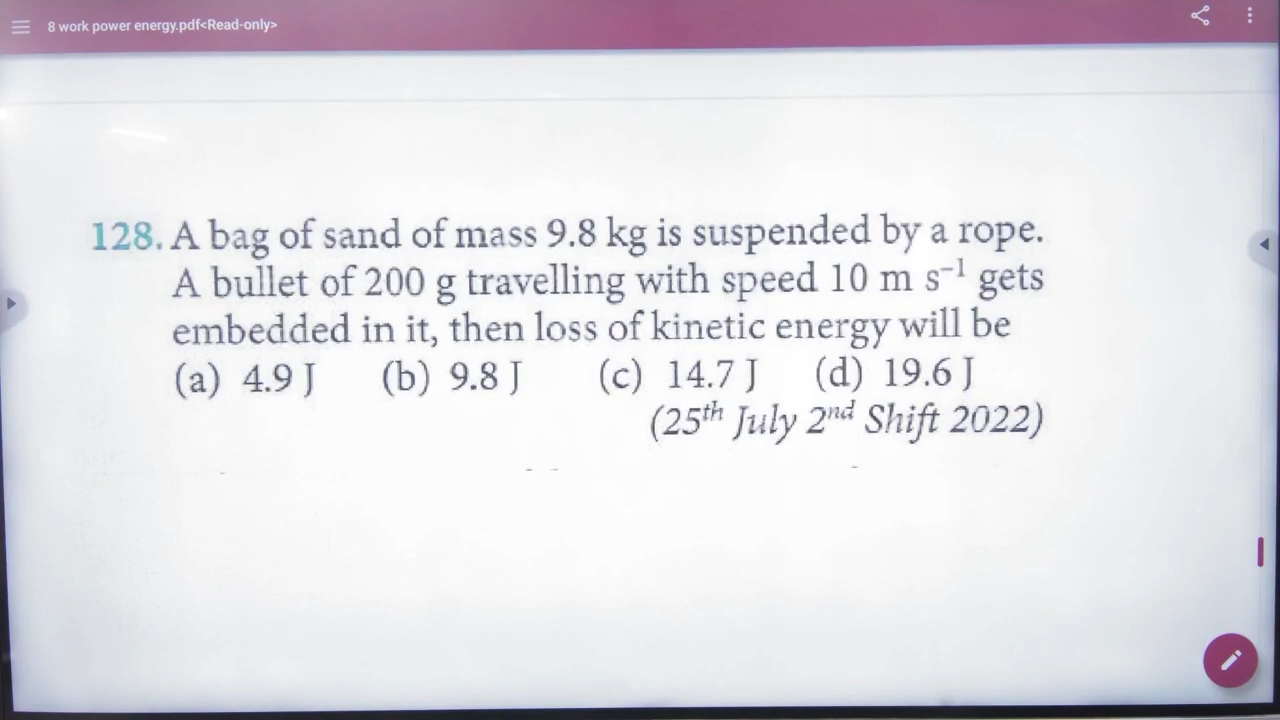 8 work power energy.pdf<Read-only>
128. A bag of sand of mass 9.8 kg is suspended by a rope.
A bullet of 200 g travelling with speed 10 m s⁻¹ gets
embedded in it, then loss of kinetic energy will be
(a) 4.9 J (b) 9.8 J (c) 14.7 J (d) 19.6 J
(25th July 2nd Shift 2022)